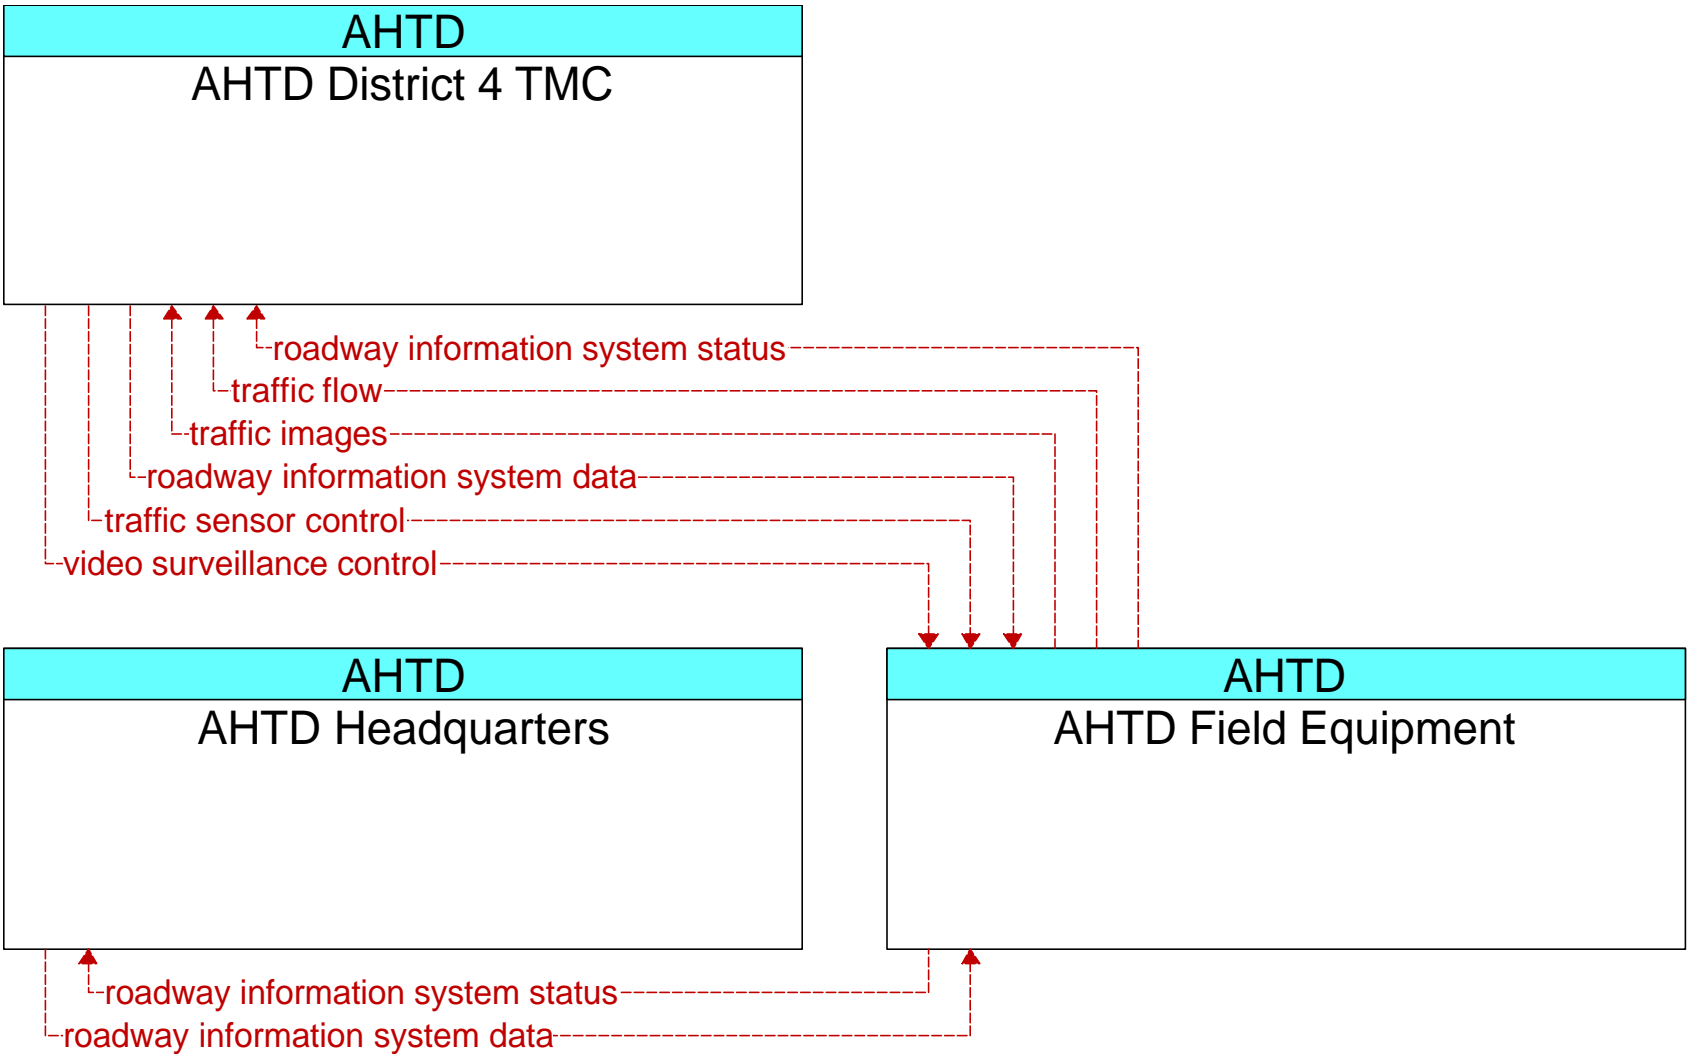 AHTD
AHTD District 4 TMC
roadway information system status
traffic flow
traffic images
roadway information system data
traffic sensor control
video surveillance control
AHTD
AHTD Headquarters
AHTD
AHTD Field Equipment
roadway information system status
roadway information system data